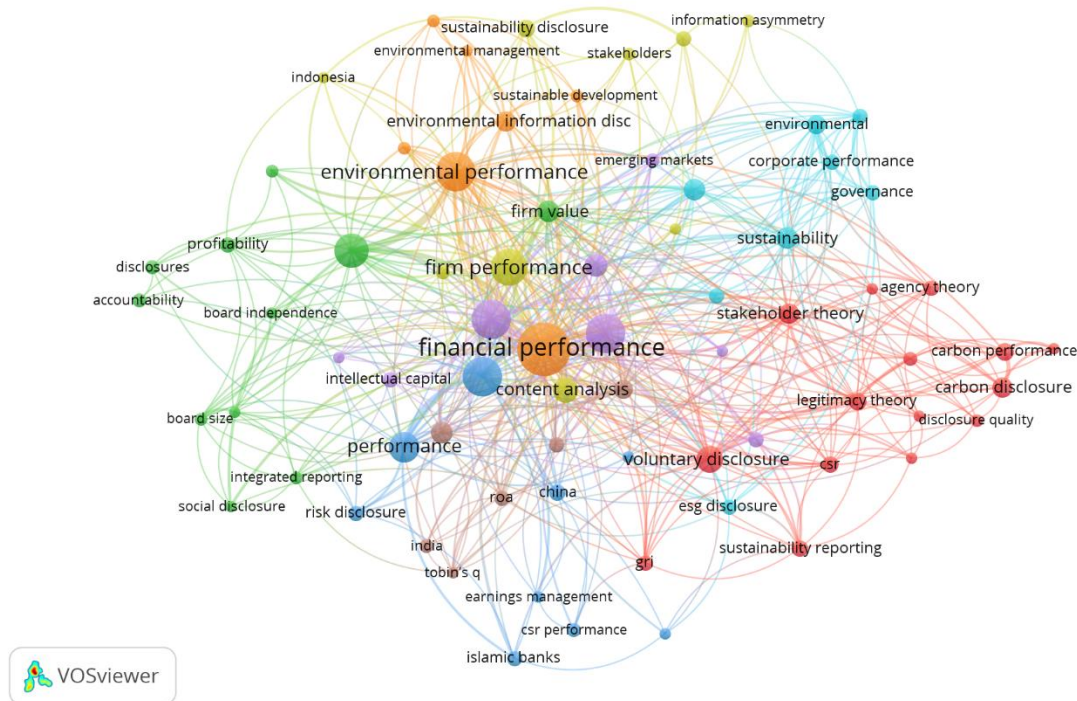 information asymmetry
sustainability disclosure
environmental management
stakeholders
indonesia
sustainable development
environmental information disc
environmental
emerging markets
corporate performance
environmental performance
governance
firm value
profitability
sustainability
disclosures
firm performance
accountability
agency theory
board independence
stakeholder theory
financial performance
carbon performance
intellectual capital
content analysis
carbon disclosure
legitimacy theory
board size
disclosure quality
performance
voluntary disclosure
csr
integrated reporting
roa
china
social disclosure
risk disclosure
esg disclosure
india
sustainability reporting
gri
tobin's q
earnings management
csr performance
islamic banks
VOSviewer